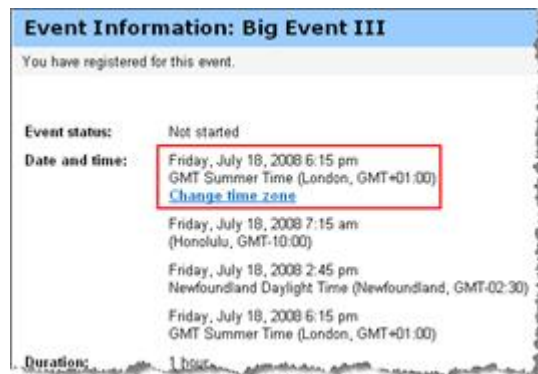 Event Information: Big Event III
You have registered for this event.
Event status: Not started
Date and time: Friday, July 18, 2008 6:15 pm
GMT Summer Time (London, GMT+01:00)
Change time zone
Friday, July 18, 2008 7:15 am
(Honolulu, GMT-10:00)
Friday, July 18, 2008 2:45 pm
Newfoundland Daylight Time (Newfoundland, GMT-02:30)
Friday, July 18, 2008 6:15 pm
GMT Summer Time (London, GMT+01:00)
Duration: 1 hour